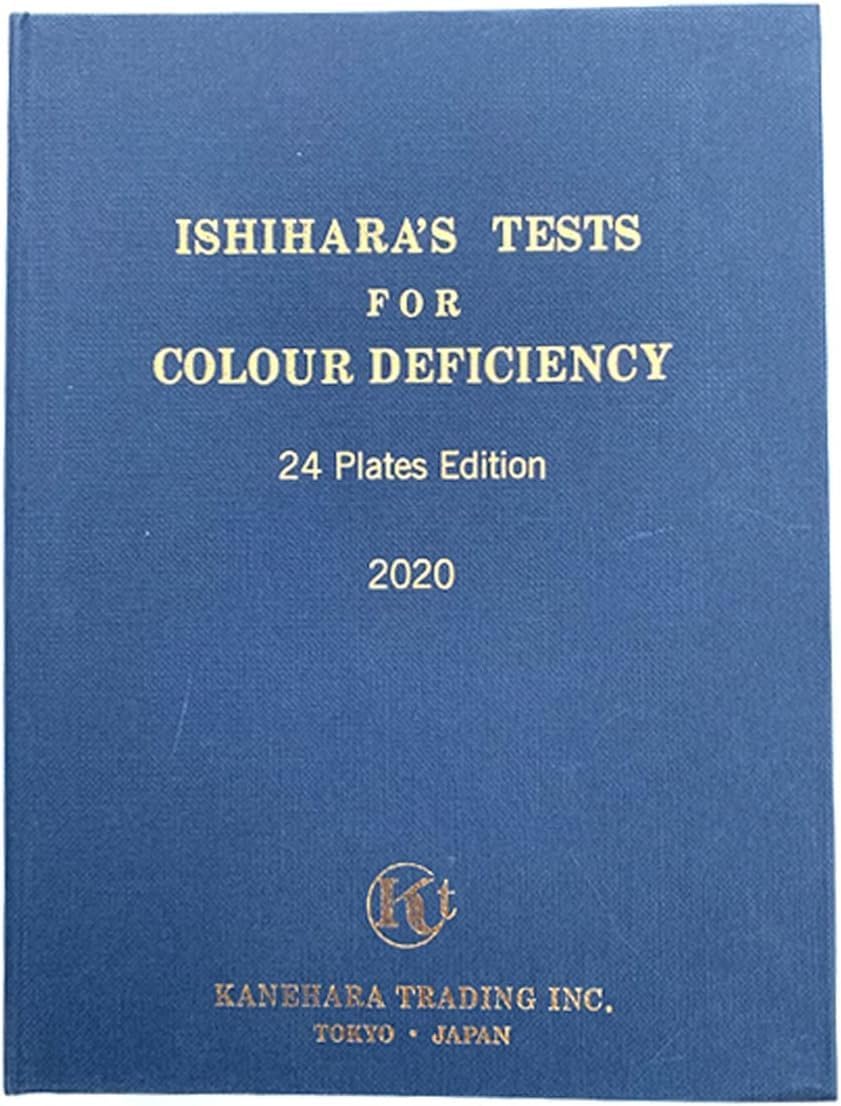 ISHIHARA'S TESTS
FOR
COLOUR DEFICIENCY
24 Plates Edition
2020
Kt
KANEHARA TRADING INC.
TOKYO • JAPAN